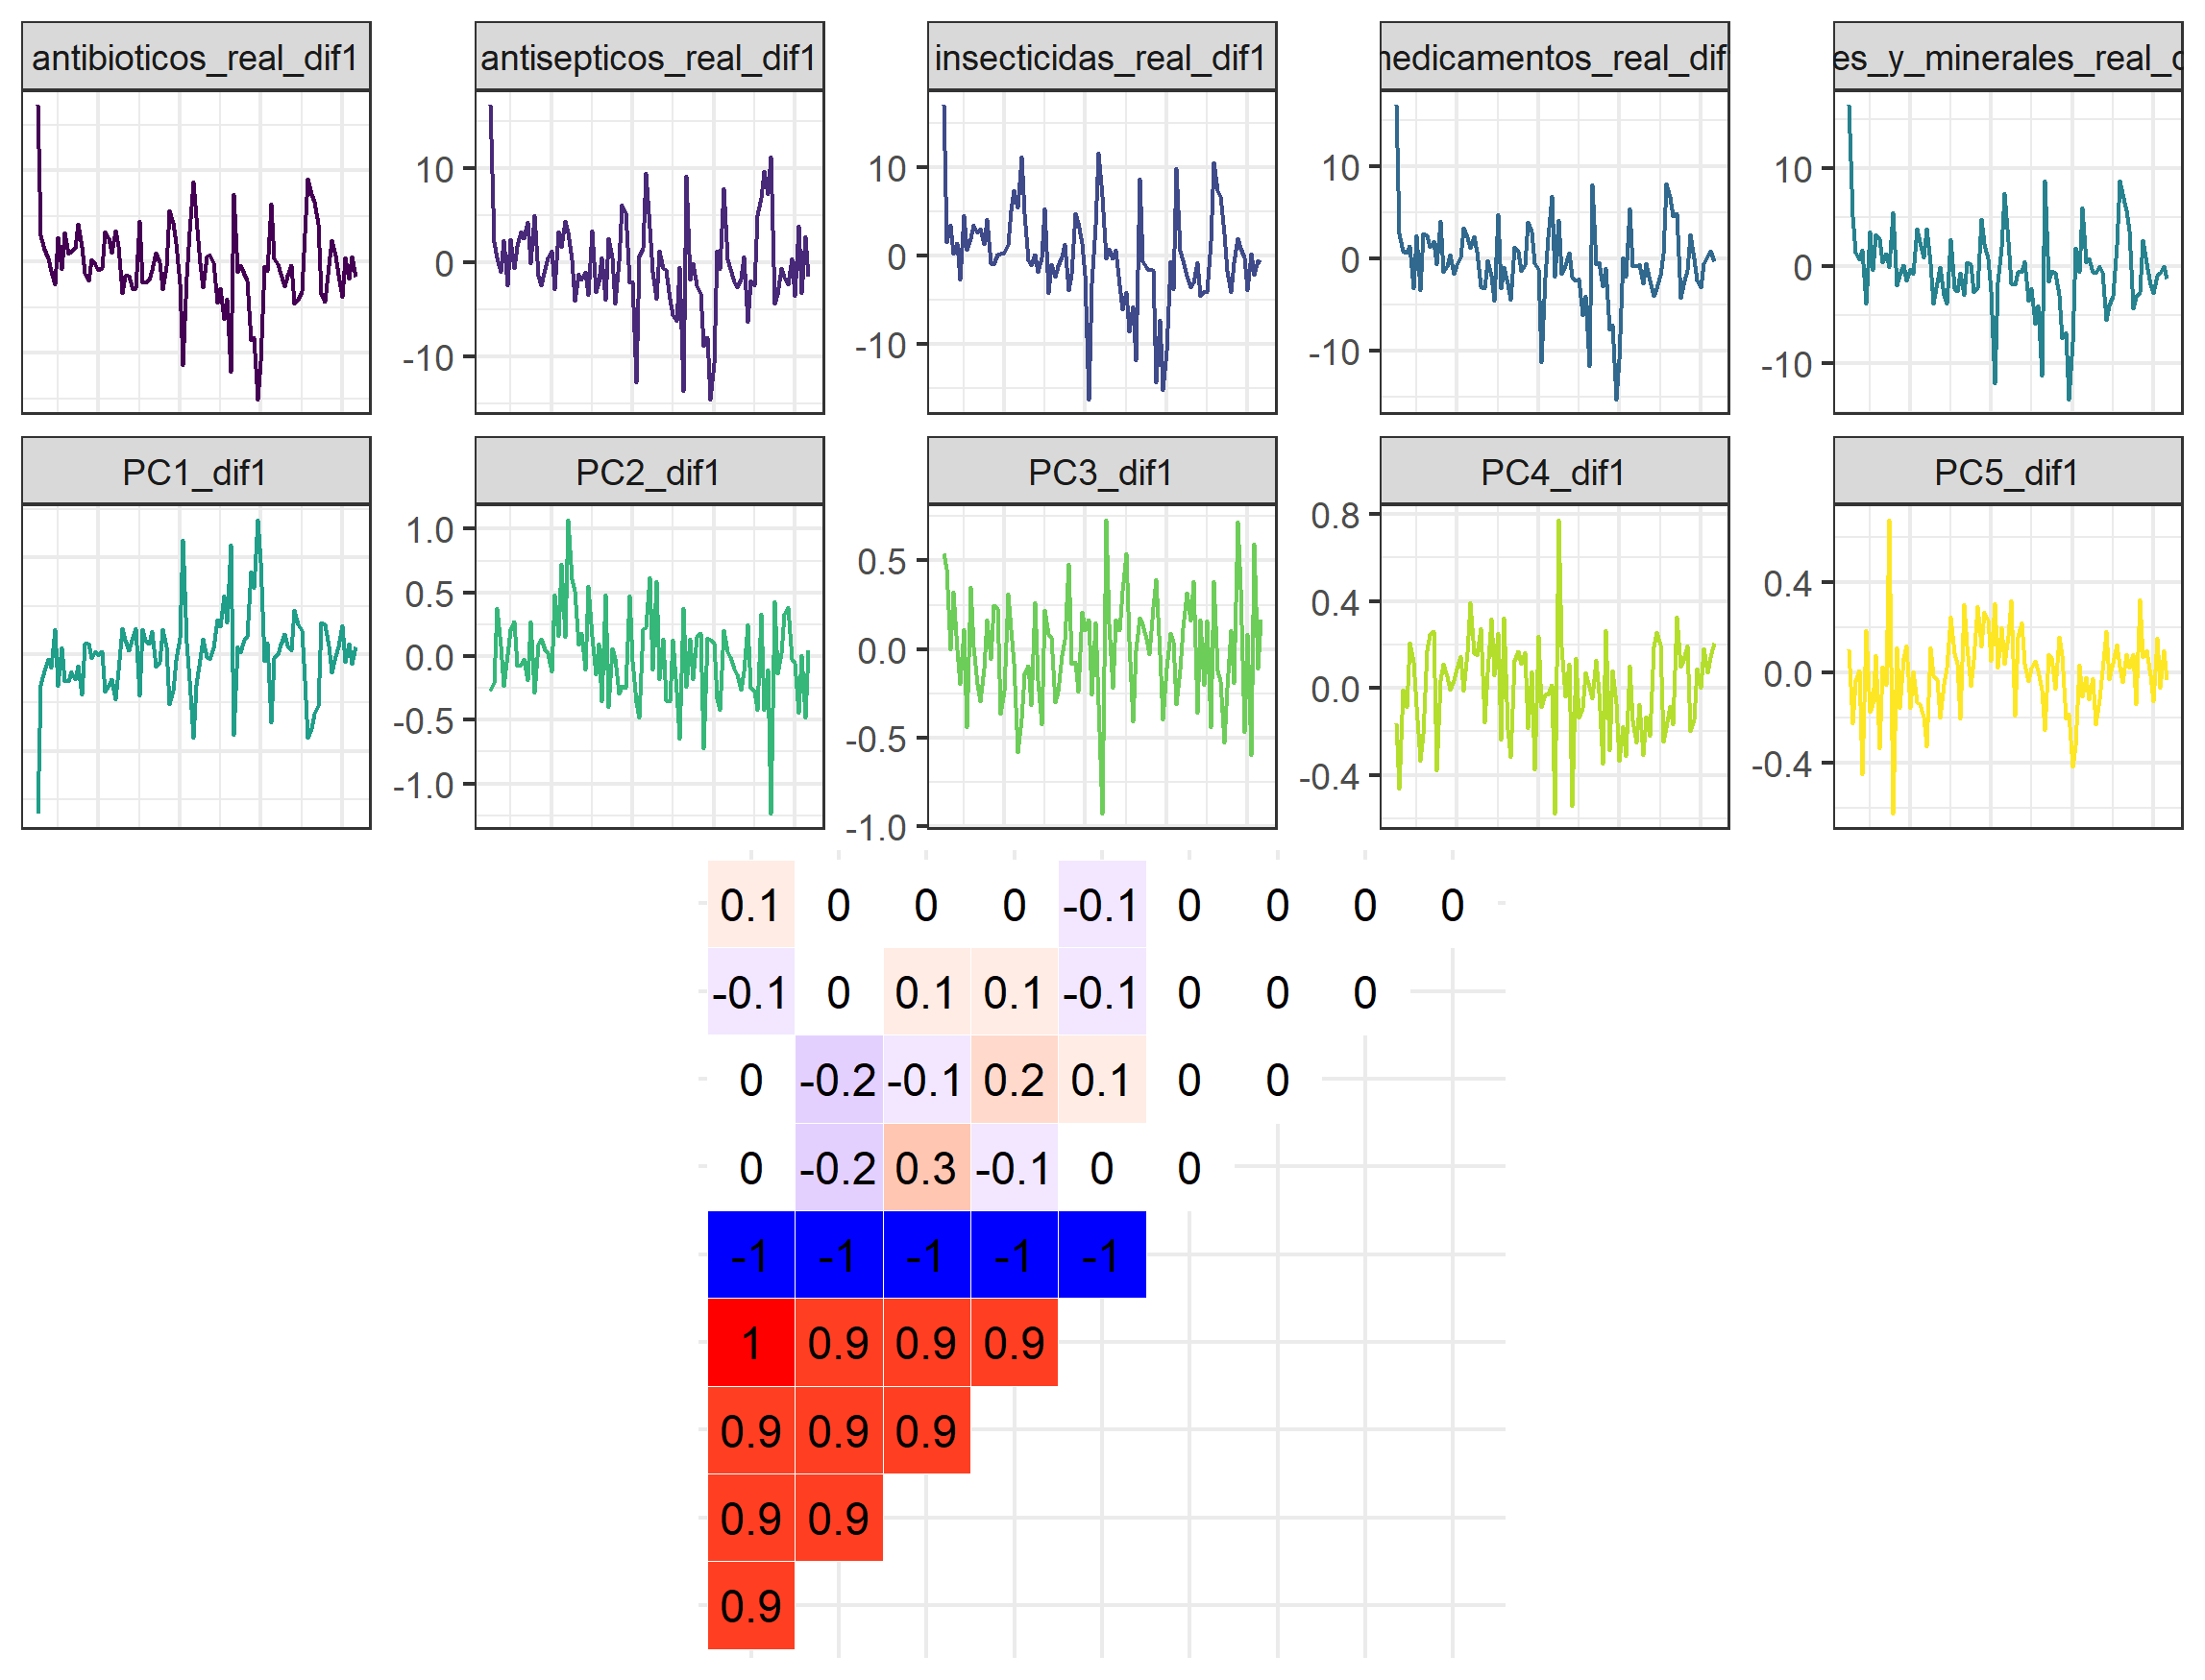 antibioticos_real_dif1 antisepticos_real_dif1 insecticidas_real_dif1 nedicamentos_real_dif es_y_minerales_real_d
10 10 10 10
0 0 0 0
-10 -10 -10 -10
PC1_dif1 PC2_dif1 PC3_dif1 PC4_dif1 PC5_dif1
1.0 0.5 0.8 0.4
0.5 0.0 0.4 0.0
0.0 -0.5 0.0 -0.4
-0.5 -1.0 -0.4
-1.0
0.1 0 0 0 -0.1 0 0 0 0
-0.1 0 0.1 0.1 -0.1 0 0 0
0 -0.2 -0.1 0.2 0.1 0 0
0 -0.2 0.3 -0.1 0 0
-1 -1 -1 -1 -1
1 0.9 0.9 0.9
0.9 0.9 0.9
0.9 0.9
0.9